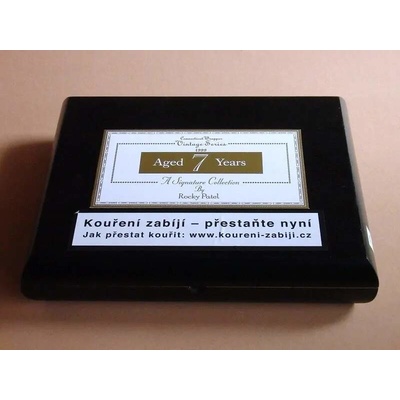 Connecticut Wrapper
Vintage Series
1999
Aged 7 Years
A Signature Collection
By
Rocky Patel
Kouření zabíjí – přestaňte nyní
Jak přestat kouřit: www.koureni-zabiji.cz